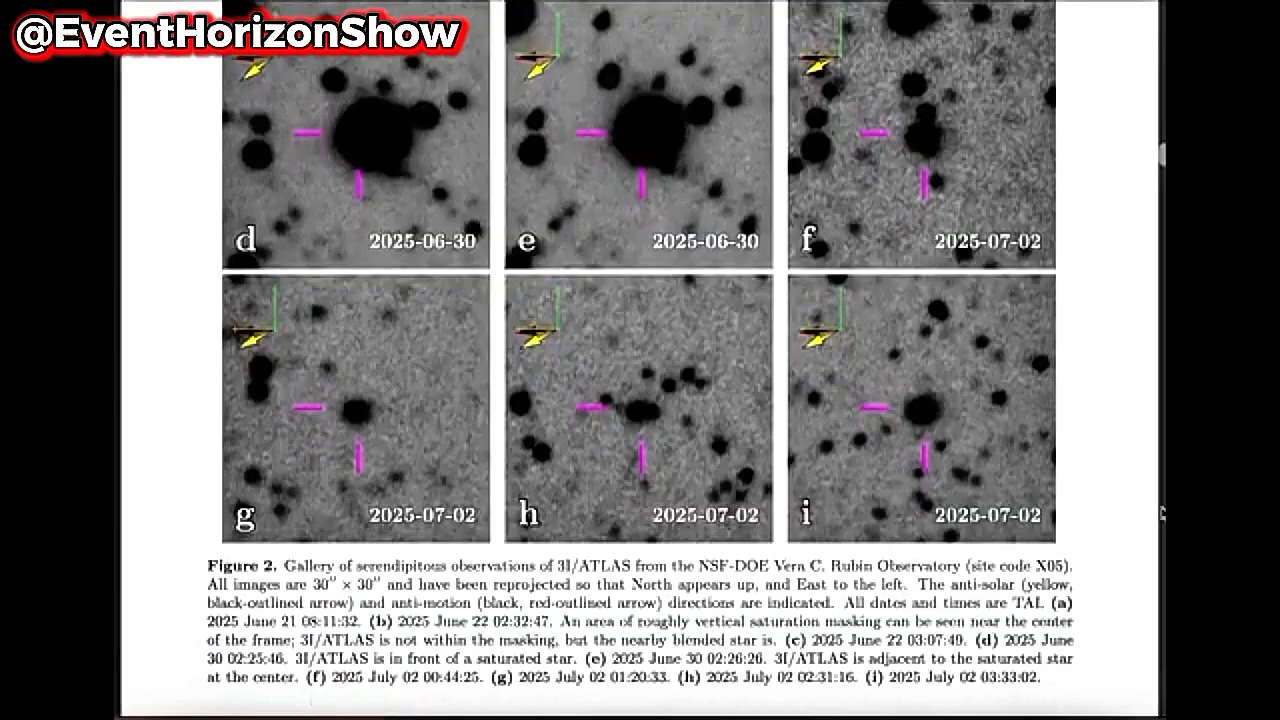 @EventHorizonShow
d 2025-06-30
e 2025-06-30
f 2025-07-02
g 2025-07-02
h 2025-07-02
i 2025-07-02
Figure 2. Gallery of serendipitous observations of 3I/ATLAS from the NSF-DOE Vera C. Rubin Observatory (site code X05).
All images are 30″ × 30″ and have been reprojected so that North appears up, and East to the left. The anti-solar (yellow,
black-outlined arrow) and anti-motion (black, red-outlined arrow) directions are indicated. All dates and times are TAI. (a)
2025 June 21 08:11:32. (b) 2025 June 22 02:32:47. An area of roughly vertical saturation masking can be seen near the center
of the frame; 3I/ATLAS is not within the masking, but the nearby blended star is. (c) 2025 June 22 03:07:49. (d) 2025 June
30 02:25:46. 3I/ATLAS is in front of a saturated star. (e) 2025 June 30 02:26:26. 3I/ATLAS is adjacent to the saturated star
at the center. (f) 2025 July 02 00:44:25. (g) 2025 July 02 01:20:33. (h) 2025 July 02 02:31:16. (i) 2025 July 02 03:33:02.